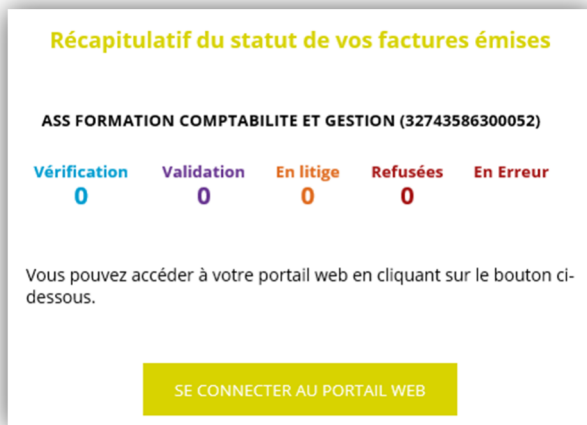 Récapitulatif du statut de vos factures émises
ASS FORMATION COMPTABILITE ET GESTION (32743586300052)
Vérification Validation En litige Refusées En Erreur
0 0 0 0
Vous pouvez accéder à votre portail web en cliquant sur le bouton ci-
dessous.
SE CONNECTER AU PORTAIL WEB